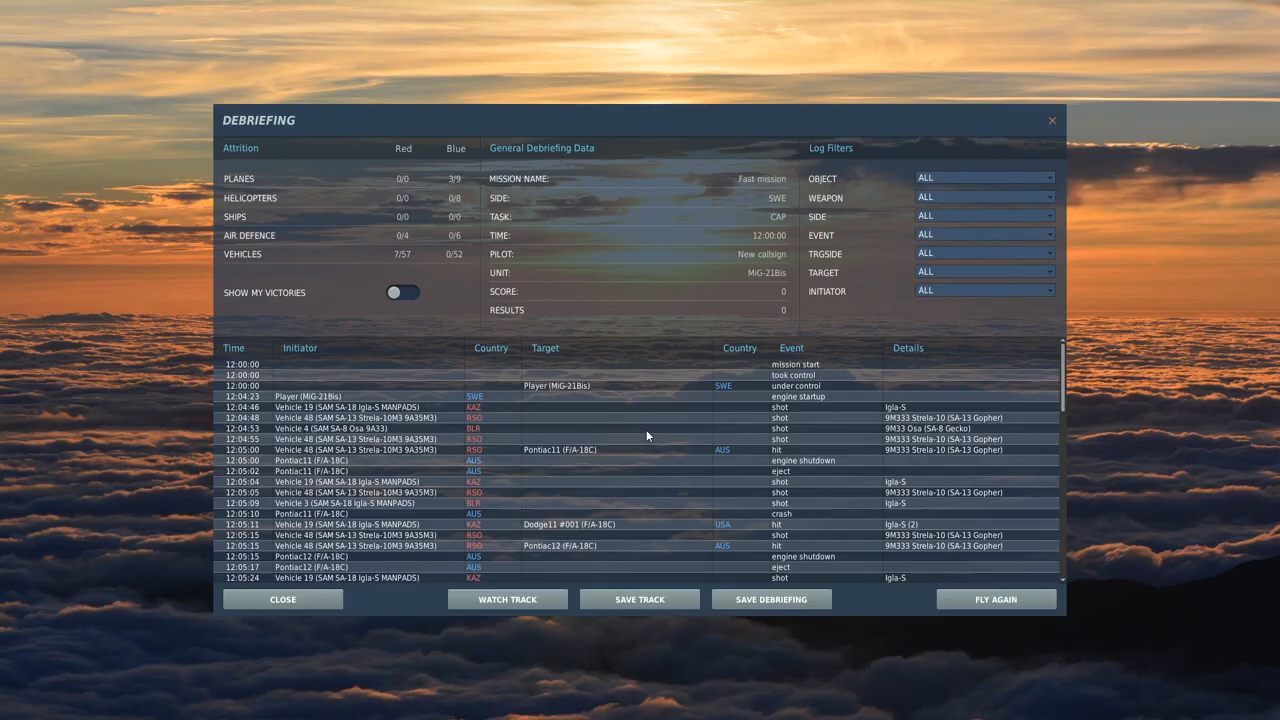 DEBRIEFING ×
Attrition Red Blue General Debriefing Data Log Filters
PLANES 0/0 3/9 MISSION NAME: Fast mission OBJECT ALL
HELICOPTERS 0/0 0/8 SIDE: SWE WEAPON ALL
SHIPS 0/0 0/0 TASK: CAP SIDE ALL
AIR DEFENCE 0/4 0/6 TIME: 12:00:00 EVENT ALL
VEHICLES 7/57 0/52 PILOT: New callsign TRGSIDE ALL
UNIT: MiG-21Bis TARGET ALL
SHOW MY VICTORIES SCORE: 0 INITIATOR ALL
RESULTS 0
Time Initiator Country Target Country Event Details
12:00:00 mission start
12:00:00 took control
12:00:00 Player (MiG-21Bis) SWE under control
12:04:23 Player (MiG-21Bis) SWE engine startup
12:04:46 Vehicle 19 (SAM SA-18 Igla-S MANPADS) KAZ shot Igla-S
12:04:48 Vehicle 48 (SAM SA-13 Strela-10M3 9A35M3) RSO shot 9M333 Strela-10 (SA-13 Gopher)
12:04:53 Vehicle 4 (SAM SA-8 Osa 9A33) BLR shot 9M33 Osa (SA-8 Gecko)
12:04:55 Vehicle 48 (SAM SA-13 Strela-10M3 9A35M3) RSO shot 9M333 Strela-10 (SA-13 Gopher)
12:05:00 Vehicle 48 (SAM SA-13 Strela-10M3 9A35M3) RSO Pontiac11 (F/A-18C) AUS hit 9M333 Strela-10 (SA-13 Gopher)
12:05:00 Pontiac11 (F/A-18C) AUS engine shutdown
12:05:02 Pontiac11 (F/A-18C) AUS eject
12:05:04 Vehicle 19 (SAM SA-18 Igla-S MANPADS) KAZ shot Igla-S
12:05:05 Vehicle 48 (SAM SA-13 Strela-10M3 9A35M3) RSO shot 9M333 Strela-10 (SA-13 Gopher)
12:05:09 Vehicle 3 (SAM SA-18 Igla-S MANPADS) BLR shot Igla-S
12:05:10 Pontiac11 (F/A-18C) AUS crash
12:05:11 Vehicle 19 (SAM SA-18 Igla-S MANPADS) KAZ Dodge11 #001 (F/A-18C) USA hit Igla-S (2)
12:05:15 Vehicle 48 (SAM SA-13 Strela-10M3 9A35M3) RSO shot 9M333 Strela-10 (SA-13 Gopher)
12:05:15 Vehicle 48 (SAM SA-13 Strela-10M3 9A35M3) RSO Pontiac12 (F/A-18C) AUS hit 9M333 Strela-10 (SA-13 Gopher)
12:05:15 Pontiac12 (F/A-18C) AUS engine shutdown
12:05:17 Pontiac12 (F/A-18C) AUS eject
12:05:24 Vehicle 19 (SAM SA-18 Igla-S MANPADS) KAZ shot Igla-S
CLOSE WATCH TRACK SAVE TRACK SAVE DEBRIEFING FLY AGAIN